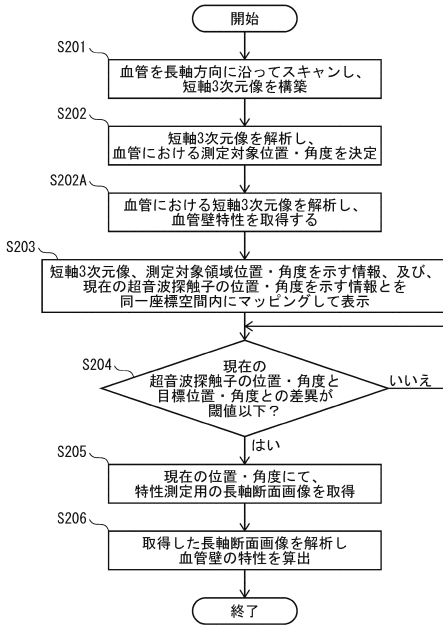 開始
S201
血管を長軸方向に沿ってスキャンし、
短軸3次元像を構築
S202
短軸3次元像を解析し、
血管における測定対象位置・角度を決定
S202A
血管における短軸3次元像を解析し、
血管壁特性を取得する
S203
短軸3次元像、測定対象領域位置・角度を示す情報、及び、
現在の超音波探触子の位置・角度を示す情報とを
同一座標空間内にマッピングして表示
S204
現在の
超音波探触子の位置・角度と
目標位置・角度との差異が
閾値以下？
いいえ
はい
S205
現在の位置・角度にて、
特性測定用の長軸断面画像を取得
S206
取得した長軸断面画像を解析し
血管壁の特性を算出
終了